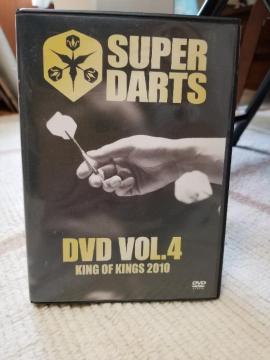 SUPER
DARTS
DVD VOL.4
KING OF KINGS 2010
DVD